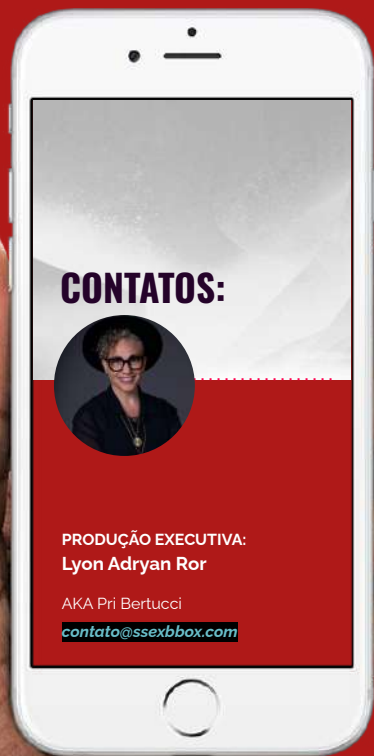 CONTATOS:
PRODUÇÃO EXECUTIVA:
Lyon Adryan Ror
AKA Pri Bertucci
contato@ssexbbox.com